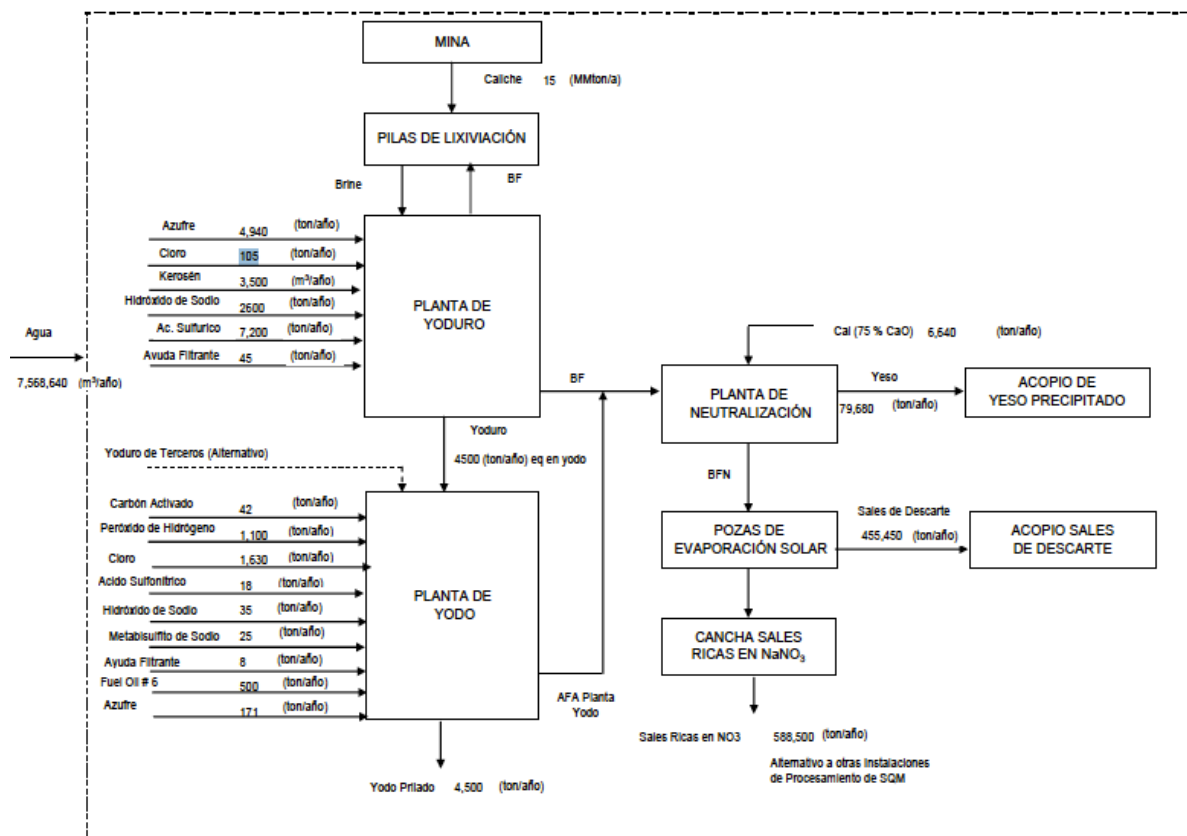 MINA
Caliche 15 (MMton/a)
PILAS DE LIXIVIACIÓN
Brine
BF
Azufre 4,940 (ton/año)
Cloro 105 (ton/año)
Kerosén 3,500 (m³/año)
Hidróxido de Sodio 2600 (ton/año)
Ac. Sulfurico 7,200 (ton/año)
Ayuda Filtrante 45 (ton/año)
PLANTA DE
YODURO
Agua
7,568,640 (m³/año)
Cal (75 % CaO) 6,640 (ton/año)
BF
PLANTA DE
NEUTRALIZACIÓN
Yeso
79,680 (ton/año)
ACOPIO DE
YESO PRECIPITADO
Yoduro
4500 (ton/año) eq en yodo
Yoduro de Terceros (Alternativo)
BFN
Carbón Activado 42 (ton/año)
Peróxido de Hidrógeno 1,100 (ton/año)
Cloro 1,630 (ton/año)
Acido Sulfonítrico 18 (ton/año)
Hidróxido de Sodio 35 (ton/año)
Metabisulfito de Sodio 25 (ton/año)
Ayuda Filtrante 8 (ton/año)
Fuel Oil # 6 500 (ton/año)
Azufre 171 (ton/año)
PLANTA DE
YODO
POZAS DE
EVAPORACIÓN SOLAR
Sales de Descarte
455,450 (ton/año)
ACOPIO SALES
DE DESCARTE
CANCHA SALES
RICAS EN NaNO₃
AFA Planta
Yodo
Sales Ricas en NO3 588,500 (ton/año)
Alternativo a otras Instalaciones
de Procesamiento de SQM
Yodo Prilado 4,500 (ton/año)